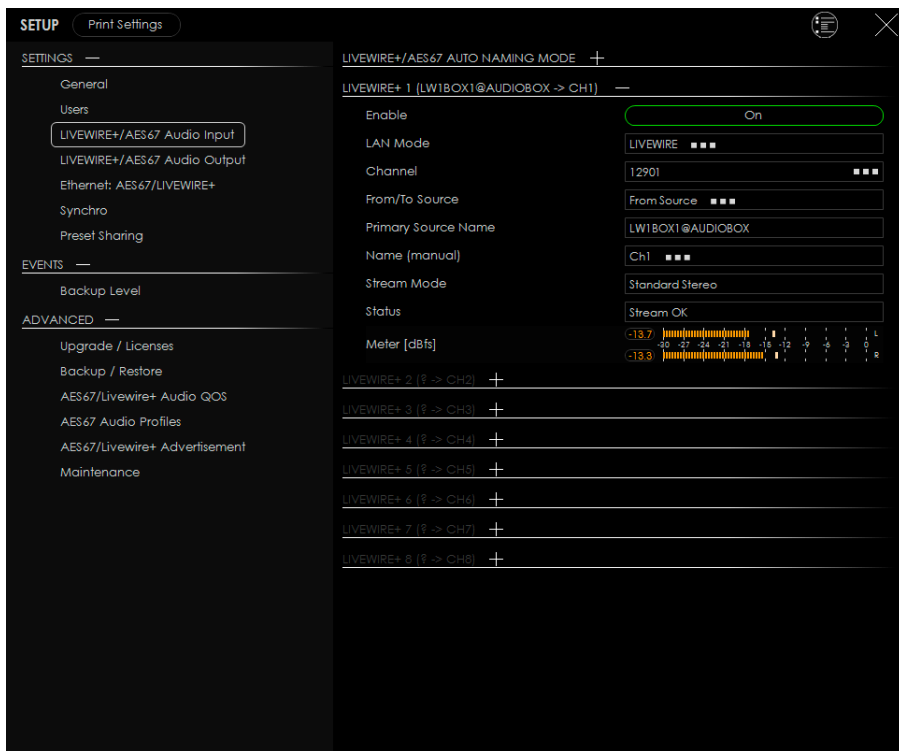 SETUP Print Settings
SETTINGS
General
Users
LIVEWIRE+/AES67 Audio Input
LIVEWIRE+/AES67 Audio Output
Ethernet: AES67/LIVEWIRE+
Synchro
Preset Sharing
EVENTS
Backup Level
ADVANCED
Upgrade / Licenses
Backup / Restore
AES67/Livewire+ Audio QOS
AES67 Audio Profiles
AES67/Livewire+ Advertisement
Maintenance
LIVEWIRE+/AES67 AUTO NAMING MODE
LIVEWIRE+ 1 (LW1BOX1@AUDIOBOX -> CH1)
Enable On
LAN Mode LIVEWIRE
Channel 12901
From/To Source From Source
Primary Source Name LW1BOX1@AUDIOBOX
Name (manual) Ch1
Stream Mode Standard Stereo
Status Stream OK
Meter [dBfs]
-13.7 L
-30 -27 -24 -21 -18 -15 -12 -9 -6 -3 0
-13.3 R
LIVEWIRE+ 2 (? -> CH2)
LIVEWIRE+ 3 (? -> CH3)
LIVEWIRE+ 4 (? -> CH4)
LIVEWIRE+ 5 (? -> CH5)
LIVEWIRE+ 6 (? -> CH6)
LIVEWIRE+ 7 (? -> CH7)
LIVEWIRE+ 8 (? -> CH8)